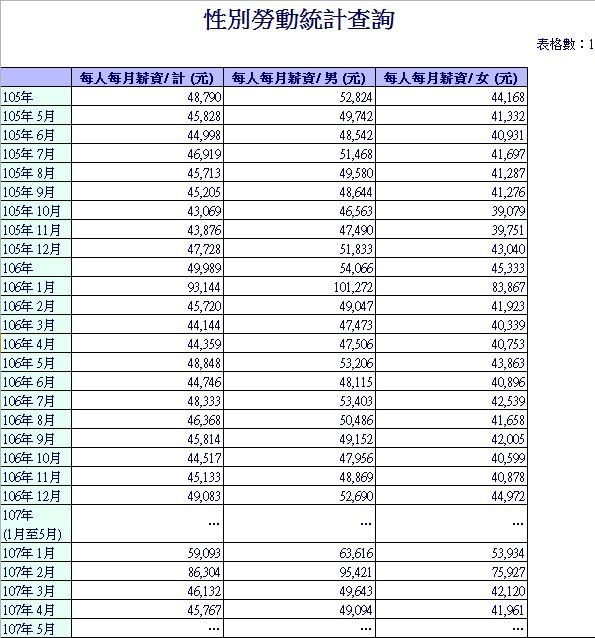 性別勞動統計查詢
表格數：1
每人每月薪資/ 計 (元) 每人每月薪資/ 男 (元) 每人每月薪資/ 女 (元)
105年 48,790 52,824 44,168
105年 5月 45,828 49,742 41,332
105年 6月 44,998 48,542 40,931
105年 7月 46,919 51,468 41,697
105年 8月 45,713 49,580 41,287
105年 9月 45,205 48,644 41,276
105年 10月 43,069 46,563 39,079
105年 11月 43,876 47,490 39,751
105年 12月 47,728 51,833 43,040
106年 49,989 54,066 45,333
106年 1月 93,144 101,272 83,867
106年 2月 45,720 49,047 41,923
106年 3月 44,144 47,473 40,339
106年 4月 44,359 47,506 40,753
106年 5月 48,848 53,206 43,863
106年 6月 44,746 48,115 40,896
106年 7月 48,333 53,403 42,539
106年 8月 46,368 50,486 41,658
106年 9月 45,814 49,152 42,005
106年 10月 44,517 47,956 40,599
106年 11月 45,133 48,869 40,878
106年 12月 49,083 52,690 44,972
107年 ... ... ...
(1月至5月)
107年 1月 59,093 63,616 53,934
107年 2月 86,304 95,421 75,927
107年 3月 46,132 49,643 42,120
107年 4月 45,767 49,094 41,961
107年 5月 ... ... ...